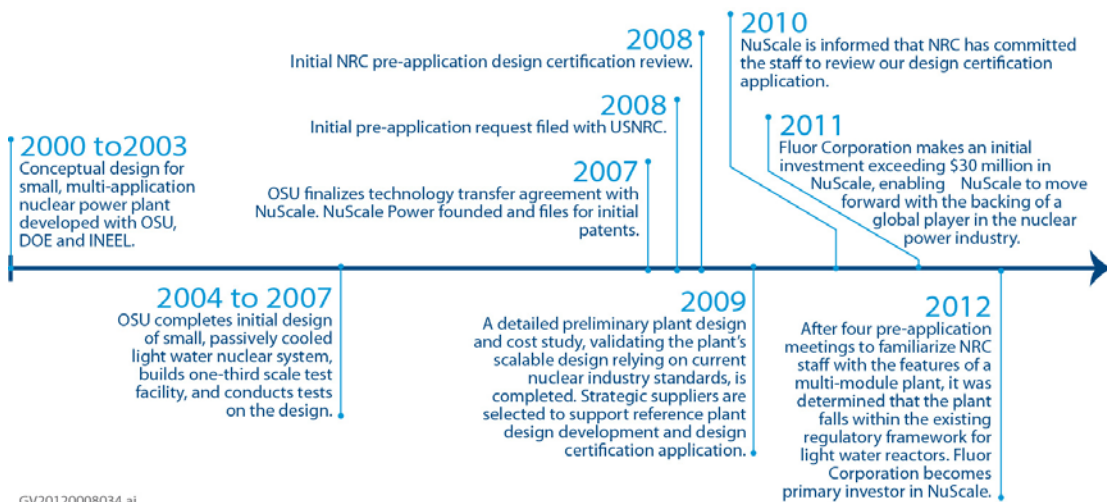 2000 to2003
Conceptual design for
small, multi-application
nuclear power plant
developed with OSU,
DOE and INEEL.
2004 to 2007
OSU completes initial design
of small, passively cooled
light water nuclear system,
builds one-third scale test
facility, and conducts tests
on the design.
2007
OSU finalizes technology transfer agreement with
NuScale. NuScale Power founded and files for initial
patents.
2008
Initial pre-application request filed with USNRC.
2008
Initial NRC pre-application design certification review.
2009
A detailed preliminary plant design
and cost study, validating the plant's
scalable design relying on current
nuclear industry standards, is
completed. Strategic suppliers are
selected to support reference plant
design development and design
certification application.
2010
NuScale is informed that NRC has committed
the staff to review our design certification
application.
2011
Fluor Corporation makes an initial
investment exceeding $30 million in
NuScale, enabling NuScale to move
forward with the backing of a
global player in the nuclear
power industry.
2012
After four pre-application
meetings to familiarize NRC
staff with the features of a
multi-module plant, it was
determined that the plant
falls within the existing
regulatory framework for
light water reactors. Fluor
Corporation becomes
primary investor in NuScale.
GV20120008034.ai